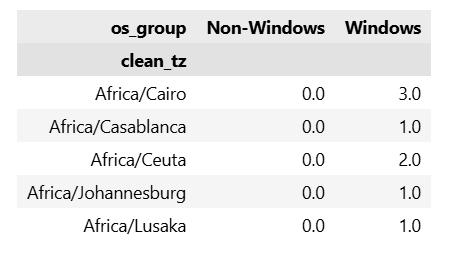 os_group Non-Windows Windows
clean_tz
Africa/Cairo 0.0 3.0
Africa/Casablanca 0.0 1.0
Africa/Ceuta 0.0 2.0
Africa/Johannesburg 0.0 1.0
Africa/Lusaka 0.0 1.0